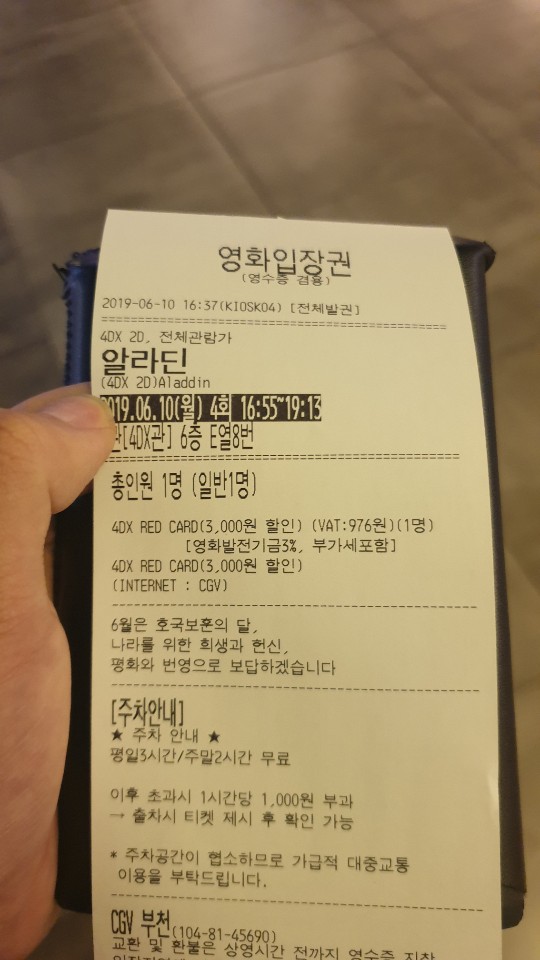 영화입장권
(영수증 겸용)
2019-06-10 16:37(KIOSK04) [전체발권]
4DX 2D, 전체관람가
알라딘
(4DX 2D)Aladdin
2019.06.10(월) 4회 16:55~19:13
관[4DX관] 6층 E열8번
총인원 1명 (일반1명)
4DX RED CARD(3,000원 할인) (VAT:976원)(1명)
[영화발전기금3%, 부가세포함]
4DX RED CARD(3,000원 할인)
(INTERNET : CGV)
6월은 호국보훈의 달,
나라를 위한 희생과 헌신,
평화와 번영으로 보답하겠습니다
[주차안내]
★ 주차 안내 ★
평일3시간/주말2시간 무료
이후 초과시 1시간당 1,000원 부과
→ 출차시 티켓 제시 후 확인 가능
* 주차공간이 협소하므로 가급적 대중교통
이용을 부탁드립니다.
CGV 부천(104-81-45690)
교환 및 환불은 상영시간 전까지 영수증 지참